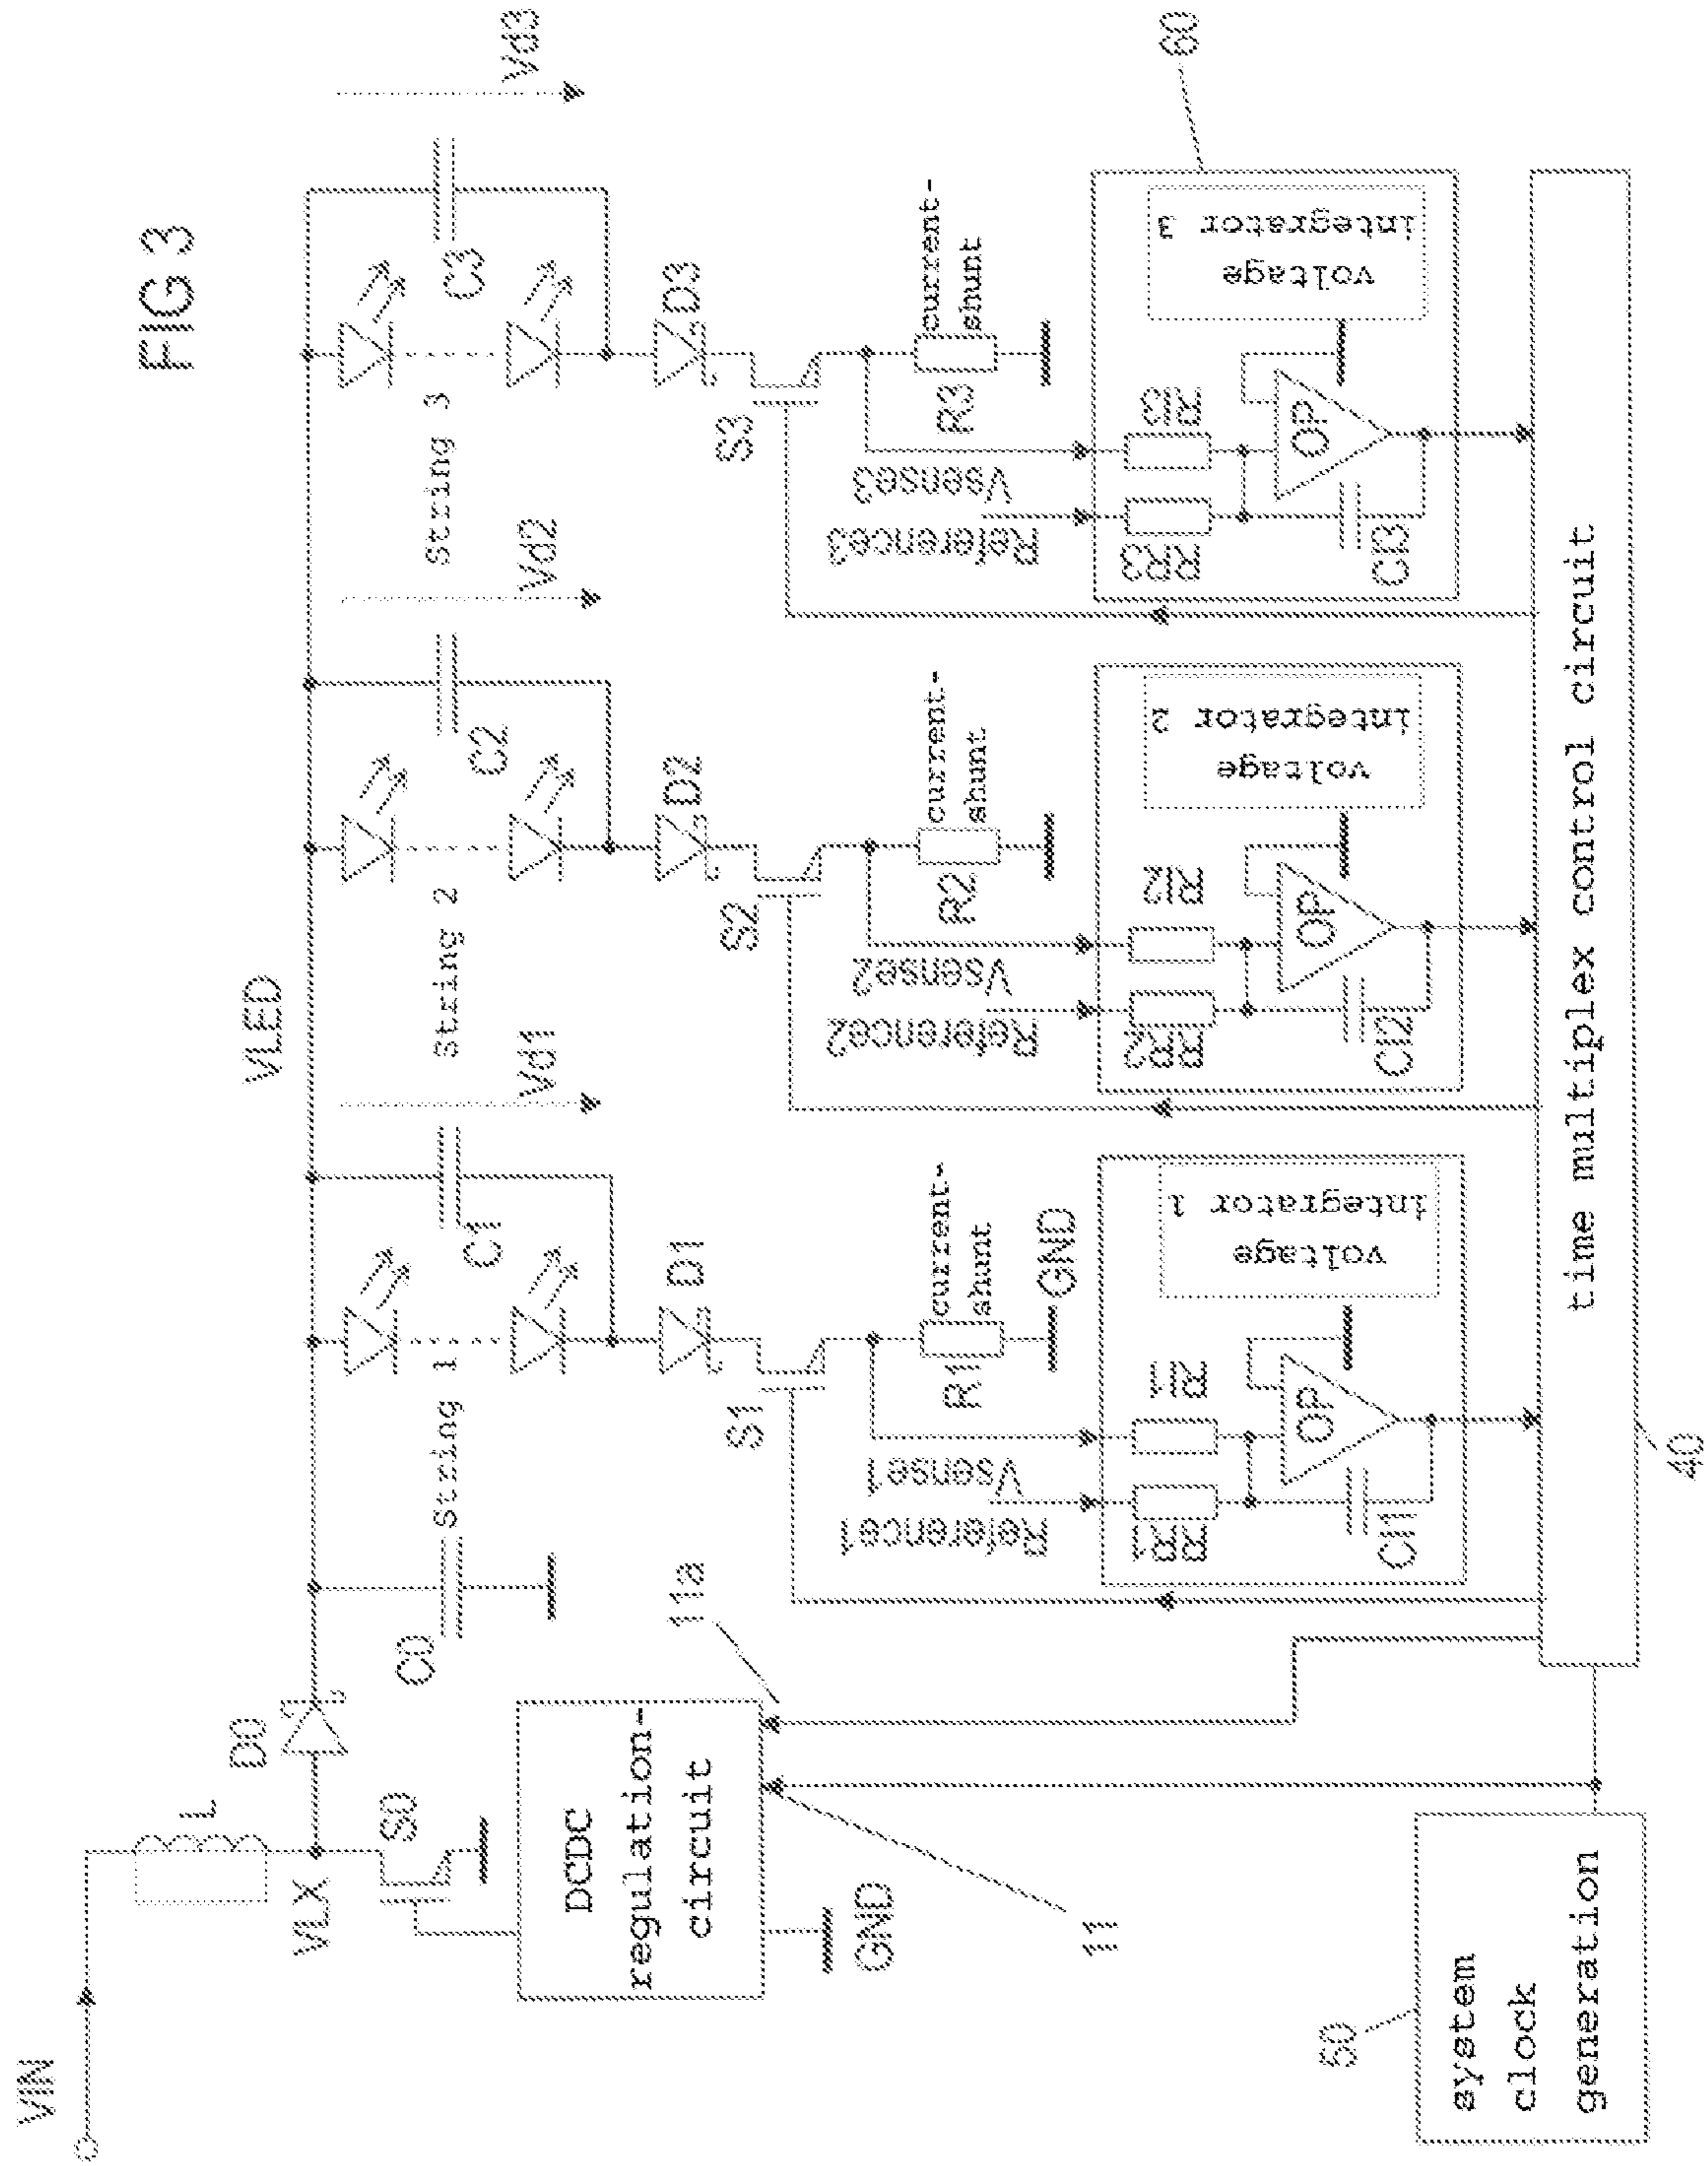 FIG 3
VIN
L
VLX
D0
S0
C0
VLED
DCDC
regulation-
circuit
GND
11
11a
String 1
C1
Vd1
D1
S1
R1
current-
shunt
GND
Vsense1
Reference1
RR1
RI1
OP
CI1
voltage
integrator 1
String 2
C2
Vd2
D2
S2
R2
current-
shunt
Vsense2
Reference2
RR2
RI2
OP
CI2
voltage
integrator 2
String 3
C3
Vd3
D3
S3
R3
current-
shunt
Vsense3
Reference3
RR3
RI3
OP
CI3
voltage
integrator 3
60
time multiplex control circuit
40
50
system
clock
generation